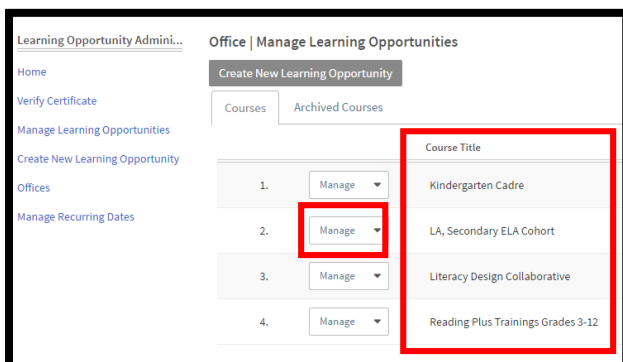 Learning Opportunity Admini...
Home
Verify Certificate
Manage Learning Opportunities
Create New Learning Opportunity
Offices
Manage Recurring Dates
Office | Manage Learning Opportunities
Create New Learning Opportunity
Courses Archived Courses
Course Title
1. Manage Kindergarten Cadre
2. Manage LA, Secondary ELA Cohort
3. Manage Literacy Design Collaborative
4. Manage Reading Plus Trainings Grades 3-12